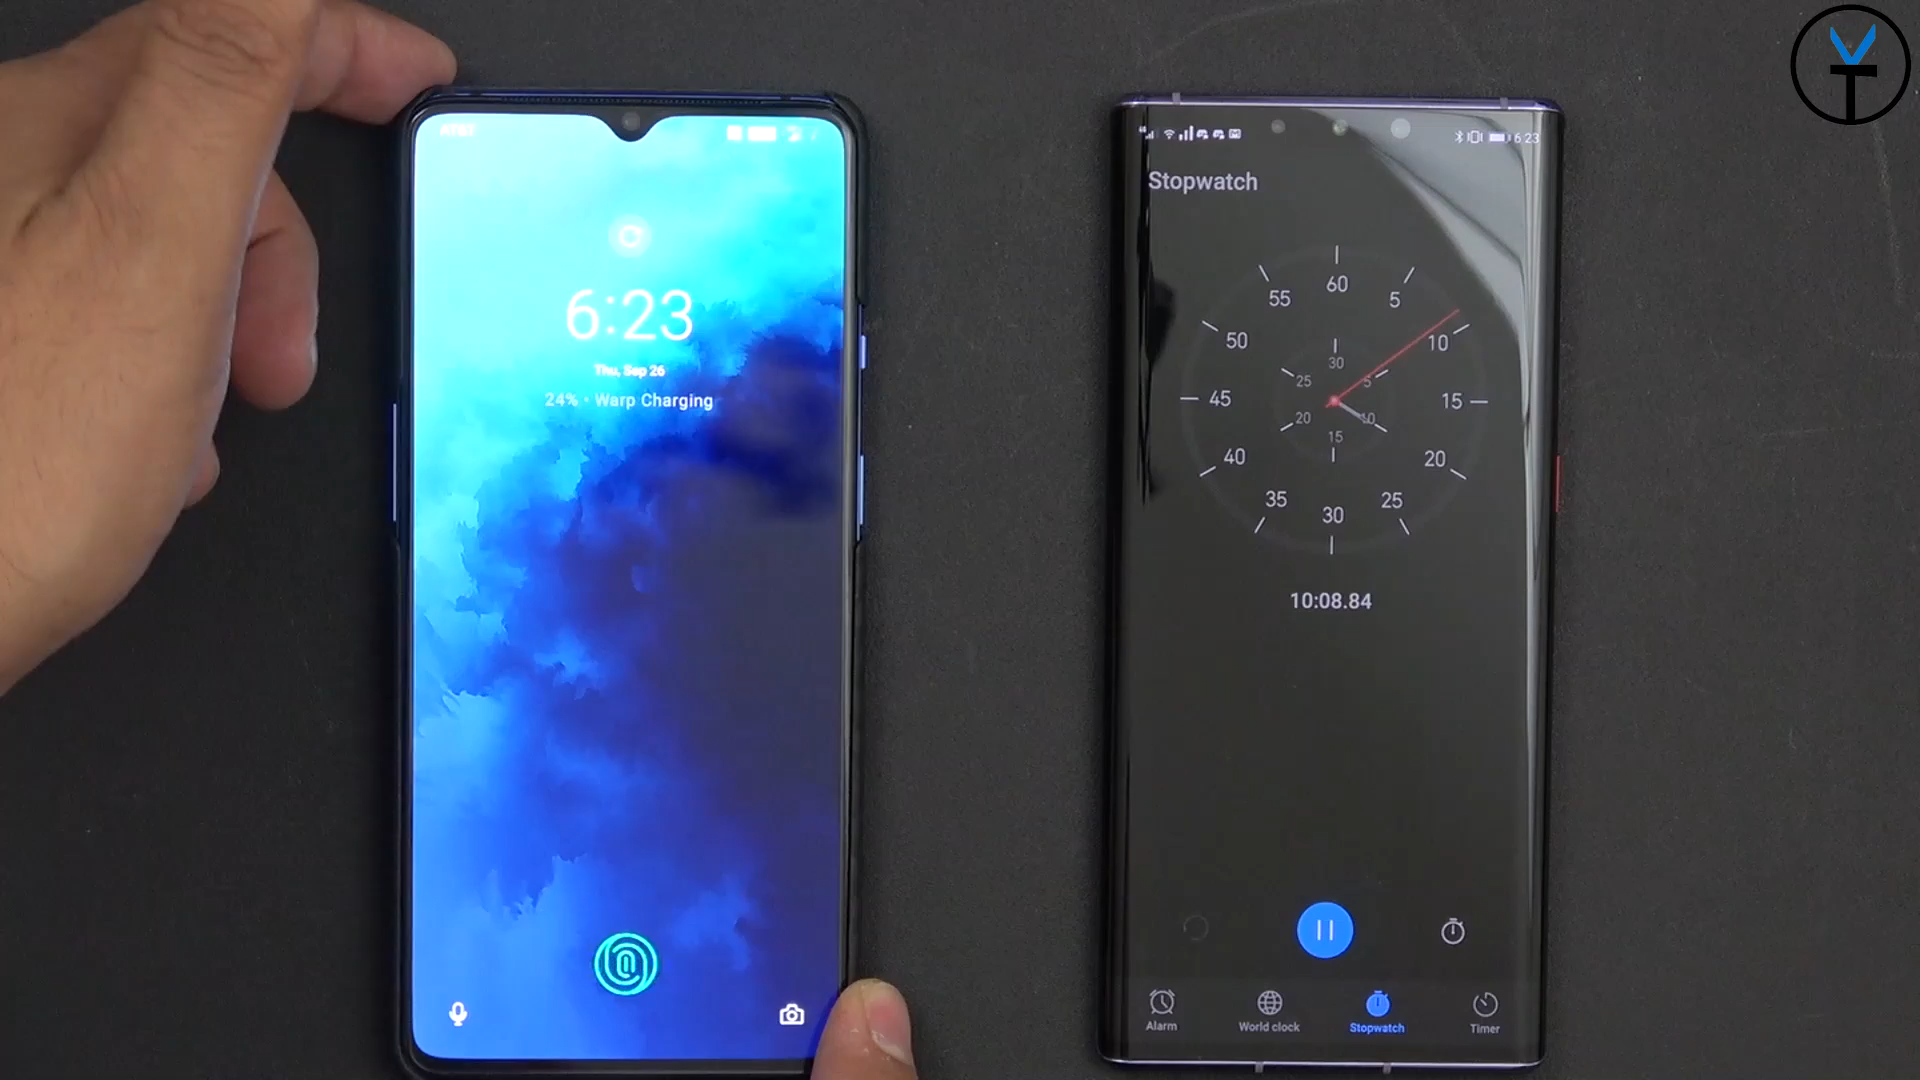 AT&T
6:23
Thu, Sep 26
24% • Warp Charging
6:23
Stopwatch
60
55
5
50
10
45
15
40
20
35
25
30
30
25
5
20
10
15
10:08.84
Alarm
World clock
Stopwatch
Timer